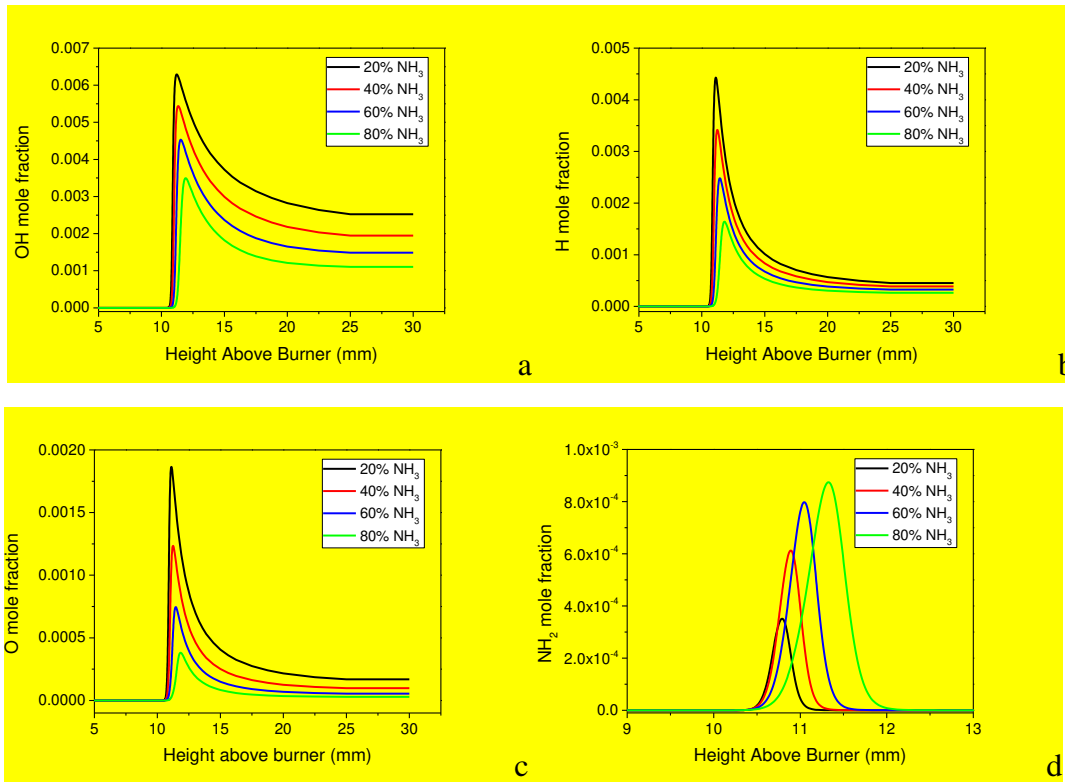 0.007
0.006
0.005
0.004
0.003
0.002
0.001
0.000
OH mole fraction
20% NH₃
40% NH₃
60% NH₃
80% NH₃
5 10 15 20 25 30
Height Above Burner (mm)
a
0.005
0.004
0.003
0.002
0.001
0.000
H mole fraction
20% NH₃
40% NH₃
60% NH₃
80% NH₃
5 10 15 20 25 30
Height Above Burner (mm)
b
0.0020
0.0015
0.0010
0.0005
0.0000
O mole fraction
20% NH₃
40% NH₃
60% NH₃
80% NH₃
5 10 15 20 25 30
Height above burner (mm)
c
1.0x10⁻³
8.0x10⁻⁴
6.0x10⁻⁴
4.0x10⁻⁴
2.0x10⁻⁴
0.0
NH₂ mole fraction
20% NH₃
40% NH₃
60% NH₃
80% NH₃
9 10 11 12 13
Height Above Burner (mm)
d